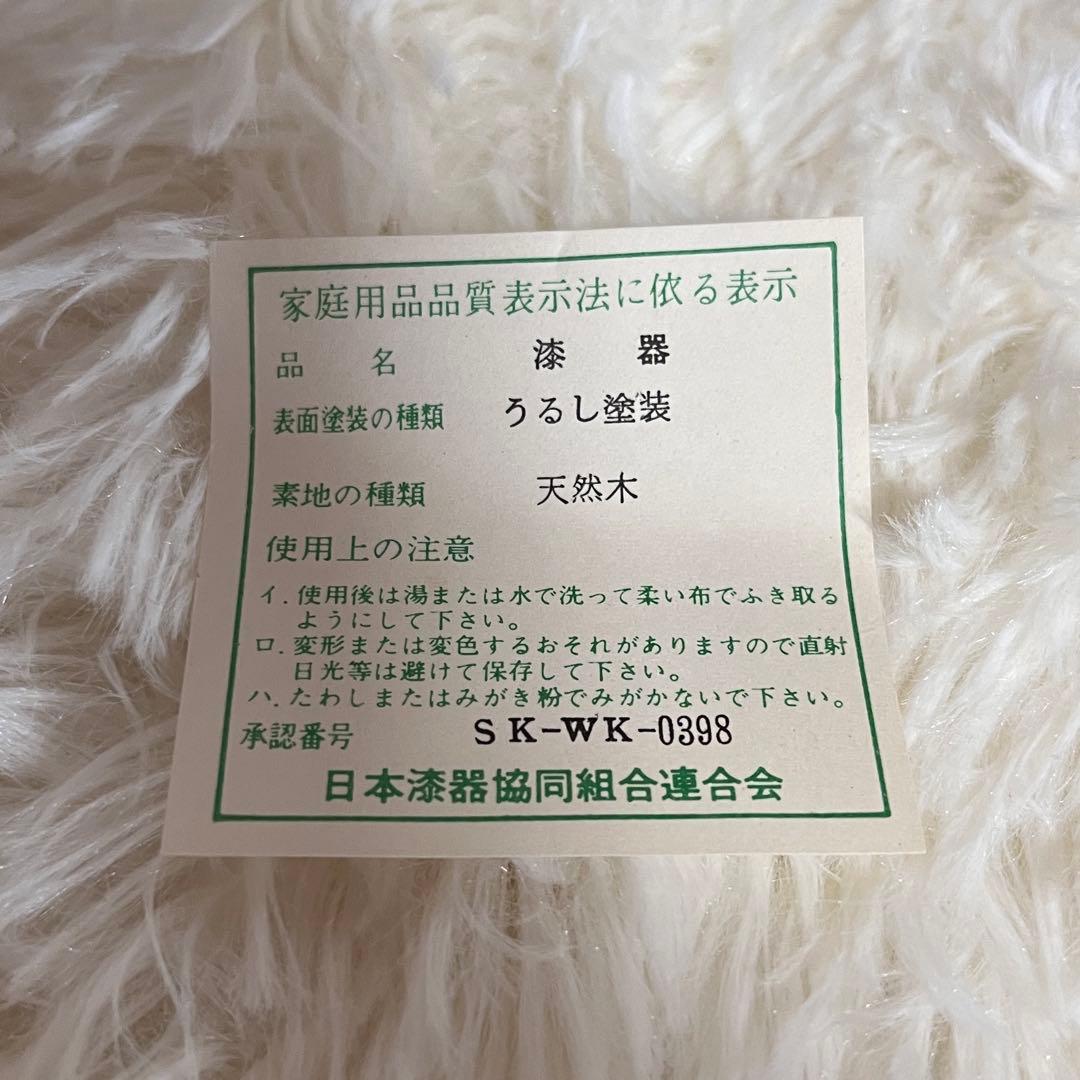 家庭用品品質表示法に依る表示
品 名 漆 器
表面塗装の種類 うるし塗装
素地の種類 天然木
使用上の注意
イ. 使用後は湯または水で洗って柔い布でふき取る
ようにして下さい。
ロ. 変形または変色するおそれがありますので直射
日光等は避けて保存して下さい。
ハ. たわしまたはみがき粉でみがかないで下さい。
承認番号 SK-WK-0398
日本漆器協同組合連合会